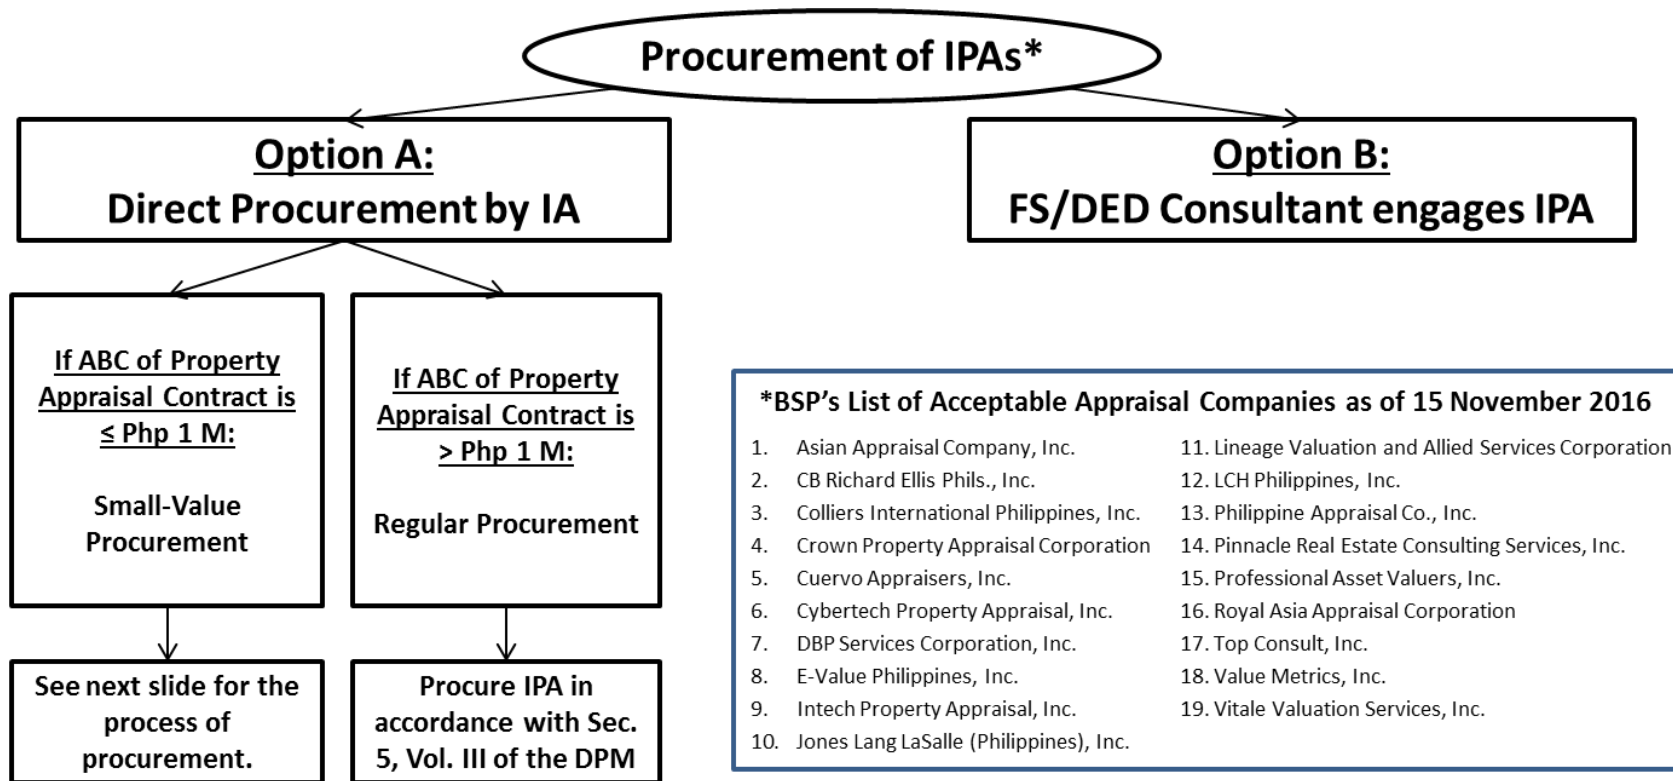 Procurement of IPAs*
Option A:
Direct Procurement by IA
Option B:
FS/DED Consultant engages IPA
If ABC of Property
Appraisal Contract is
≤ Php 1 M:
Small-Value
Procurement
If ABC of Property
Appraisal Contract is
> Php 1 M:
Regular Procurement
See next slide for the
process of
procurement.
Procure IPA in
accordance with Sec.
5, Vol. III of the DPM
*BSP's List of Acceptable Appraisal Companies as of 15 November 2016
1. Asian Appraisal Company, Inc.
2. CB Richard Ellis Phils., Inc.
3. Colliers International Philippines, Inc.
4. Crown Property Appraisal Corporation
5. Cuervo Appraisers, Inc.
6. Cybertech Property Appraisal, Inc.
7. DBP Services Corporation, Inc.
8. E-Value Philippines, Inc.
9. Intech Property Appraisal, Inc.
10. Jones Lang LaSalle (Philippines), Inc.
11. Lineage Valuation and Allied Services Corporation
12. LCH Philippines, Inc.
13. Philippine Appraisal Co., Inc.
14. Pinnacle Real Estate Consulting Services, Inc.
15. Professional Asset Valuers, Inc.
16. Royal Asia Appraisal Corporation
17. Top Consult, Inc.
18. Value Metrics, Inc.
19. Vitale Valuation Services, Inc.